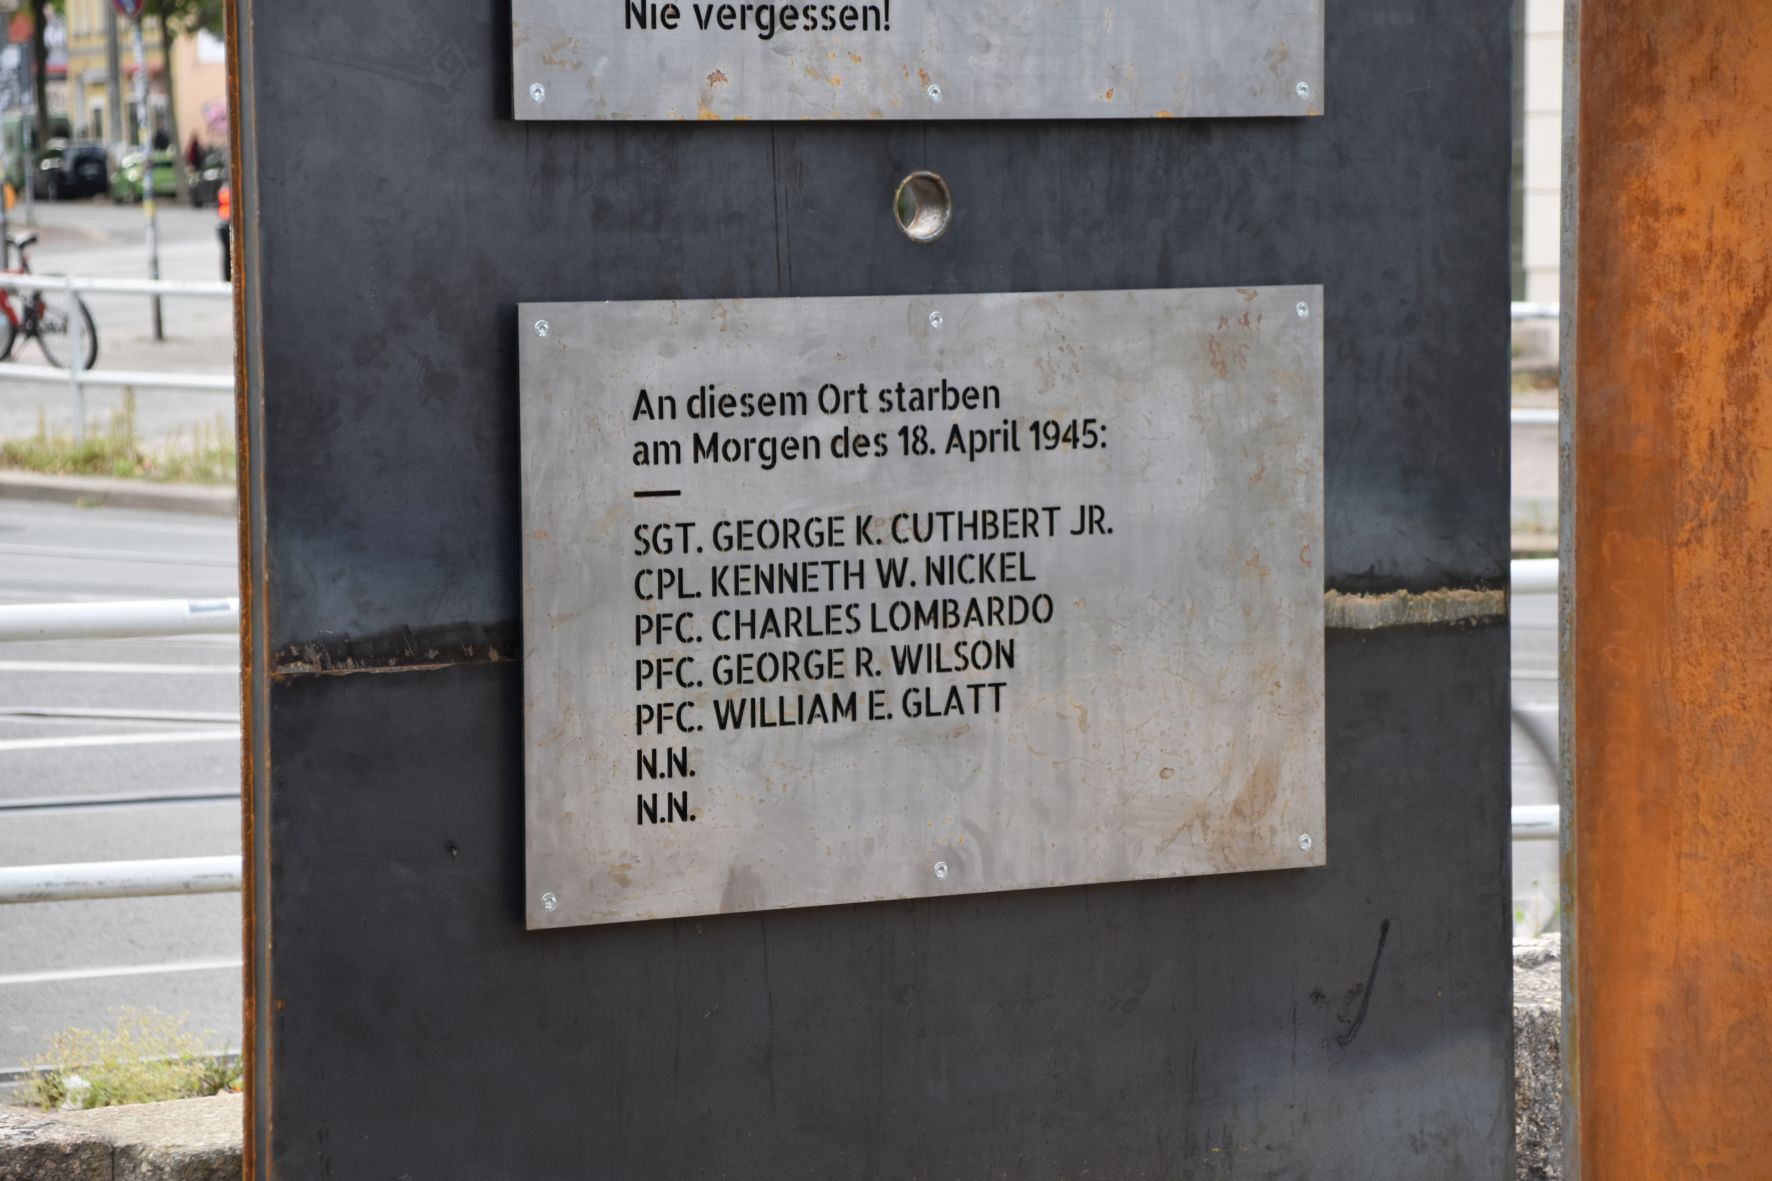 Nie vergessen!
An diesem Ort starben
am Morgen des 18. April 1945:
SGT. GEORGE K. CUTHBERT JR.
CPL. KENNETH W. NICKEL
PFC. CHARLES LOMBARDO
PFC. GEORGE R. WILSON
PFC. WILLIAM E. GLATT
N.N.
N.N.